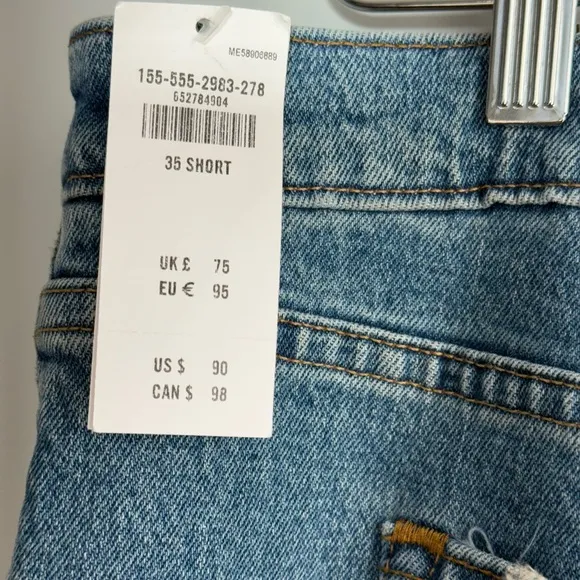 ME58906889
155-555-2983-278
652784904
35 SHORT
UK £ 75
EU € 95
US $ 90
CAN $ 98